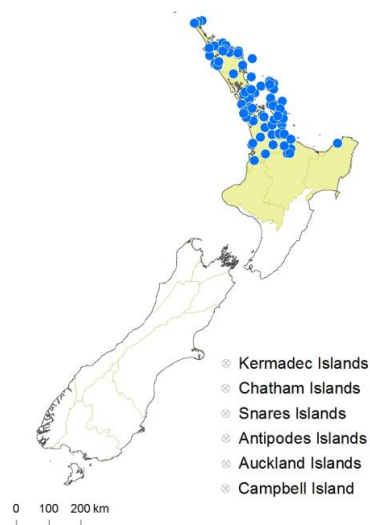 Kermadec Islands
Chatham Islands
Snares Islands
Antipodes Islands
Auckland Islands
Campbell Island
0 100 200 km